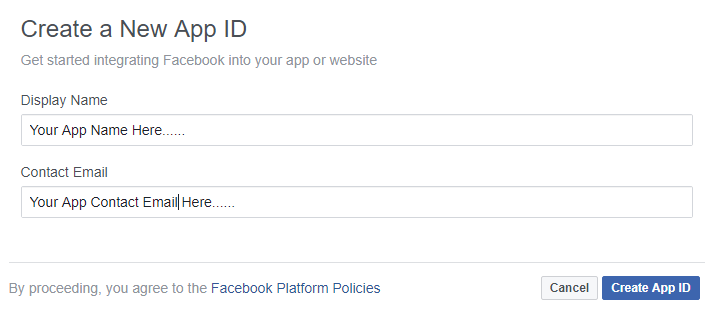 Create a New App ID
Get started integrating Facebook into your app or website
Display Name
Your App Name Here......
Contact Email
Your App Contact Email Here......
By proceeding, you agree to the Facebook Platform Policies
Cancel
Create App ID